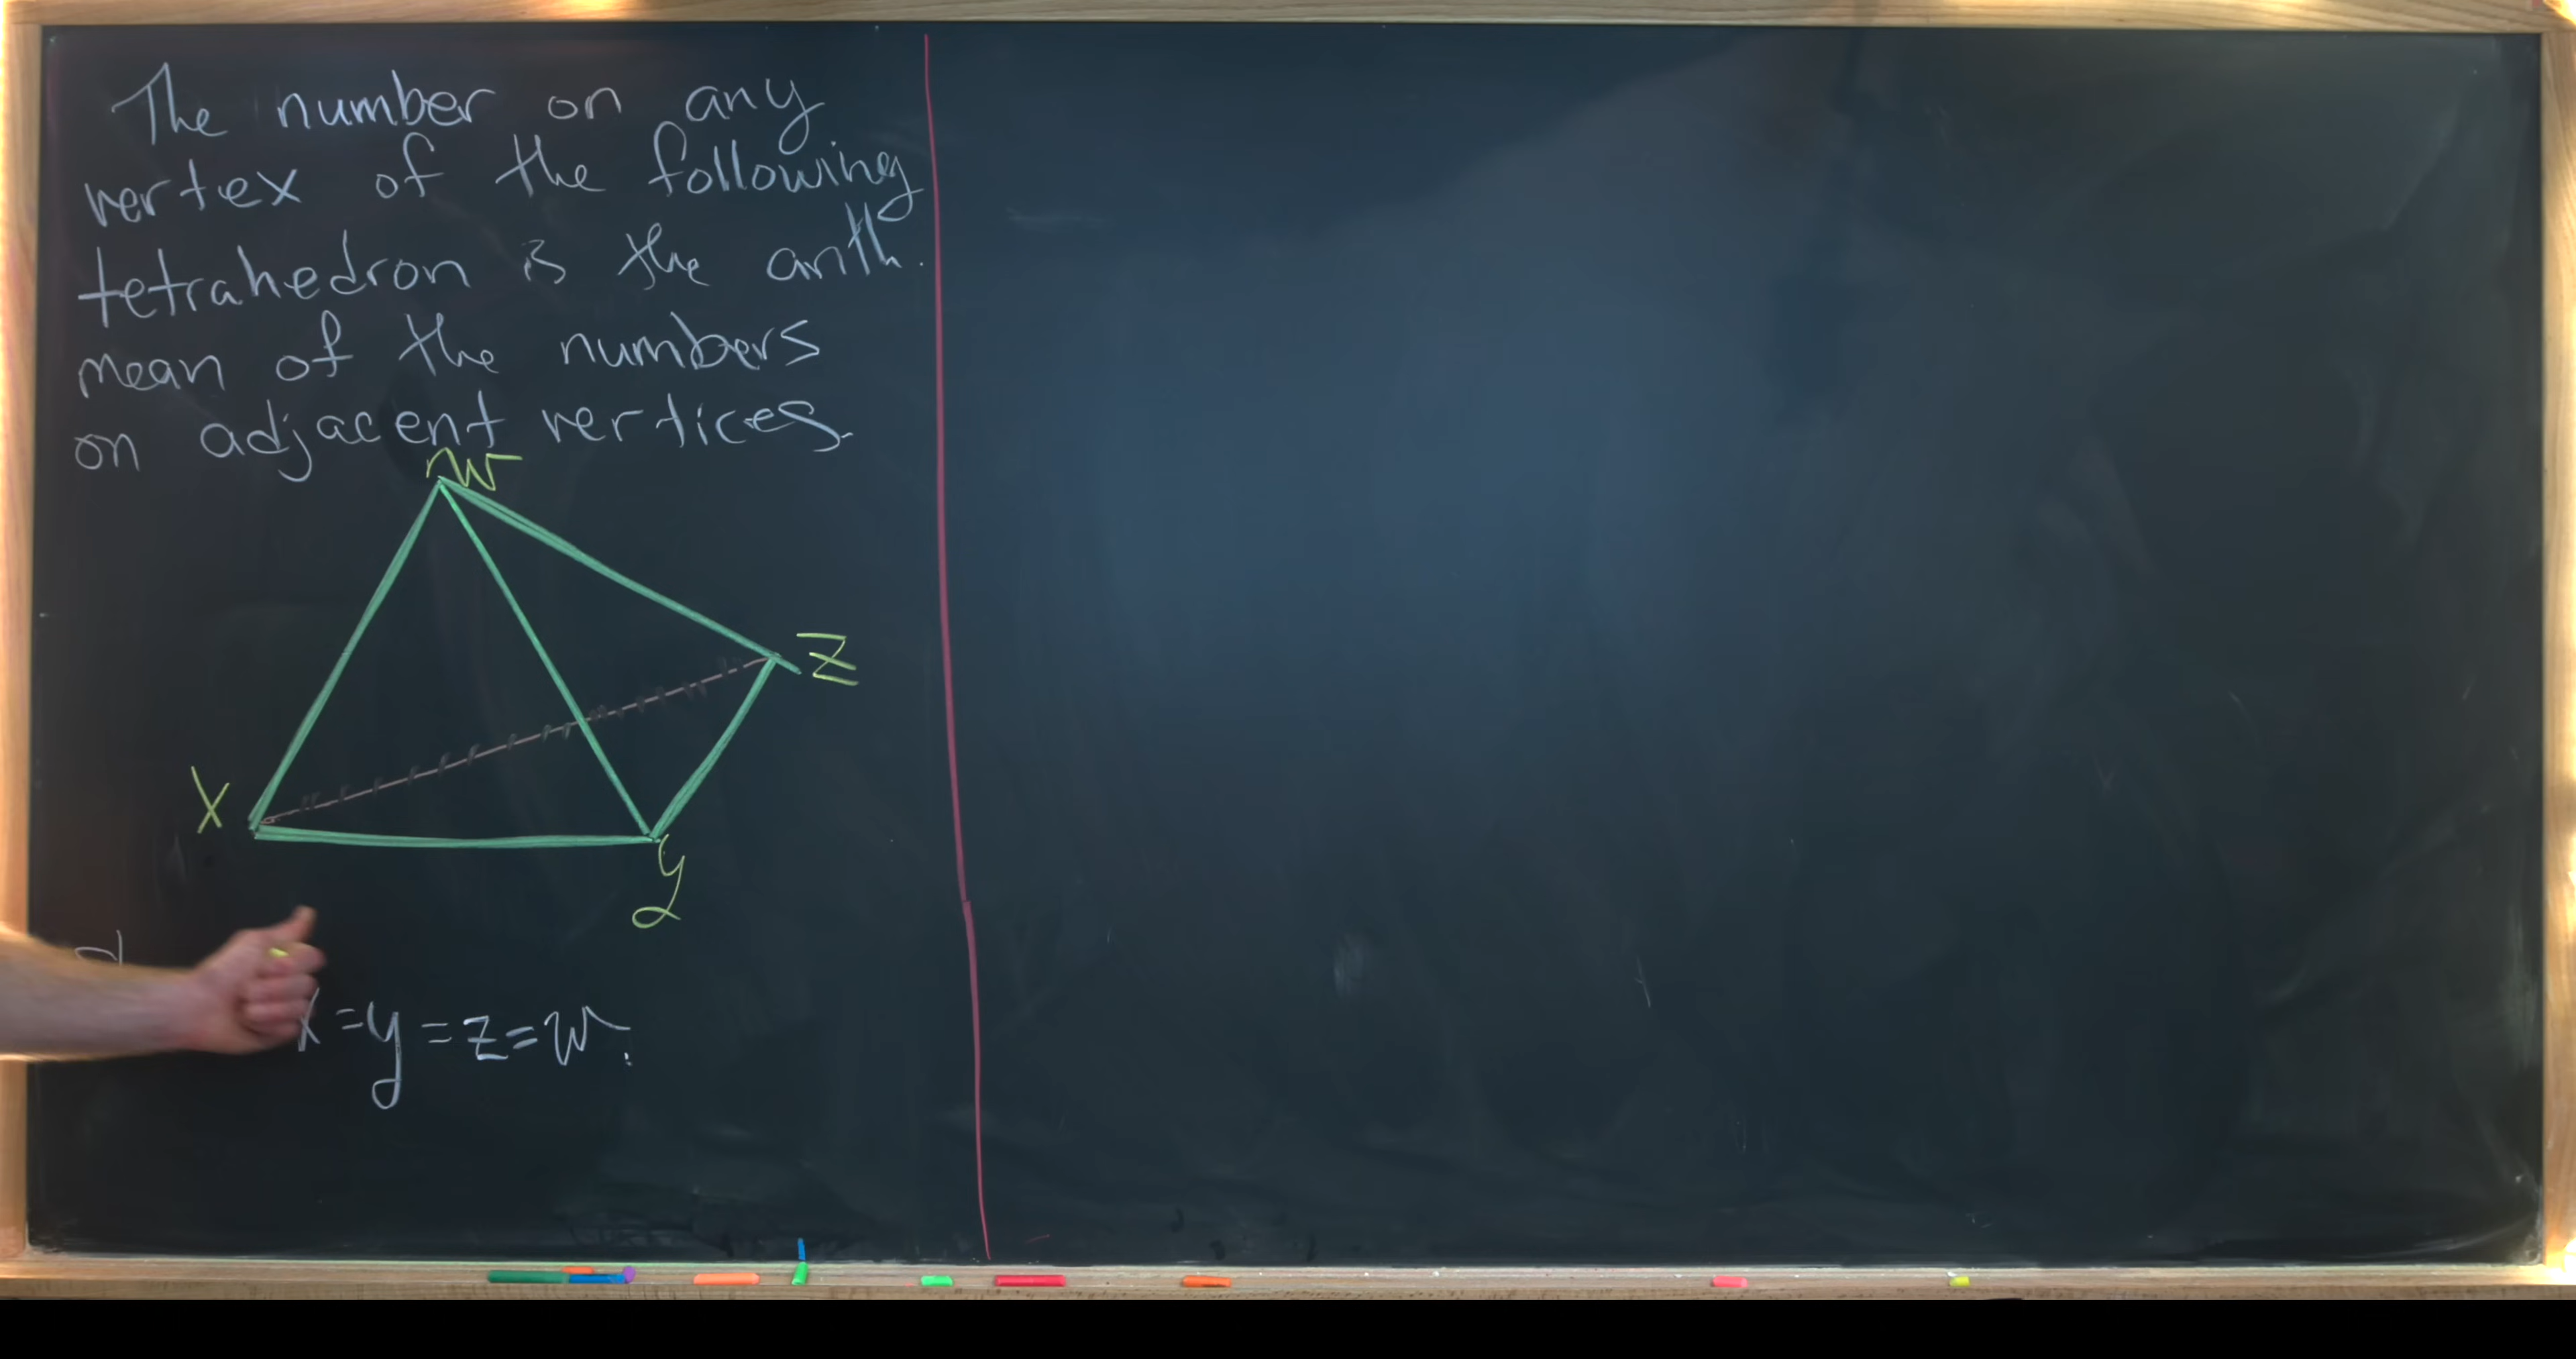 The number on any
vertex of the following
tetrahedron is the arith.
mean of the numbers
on adjacent vertices.
w
z
x
y
x=y=z=w.